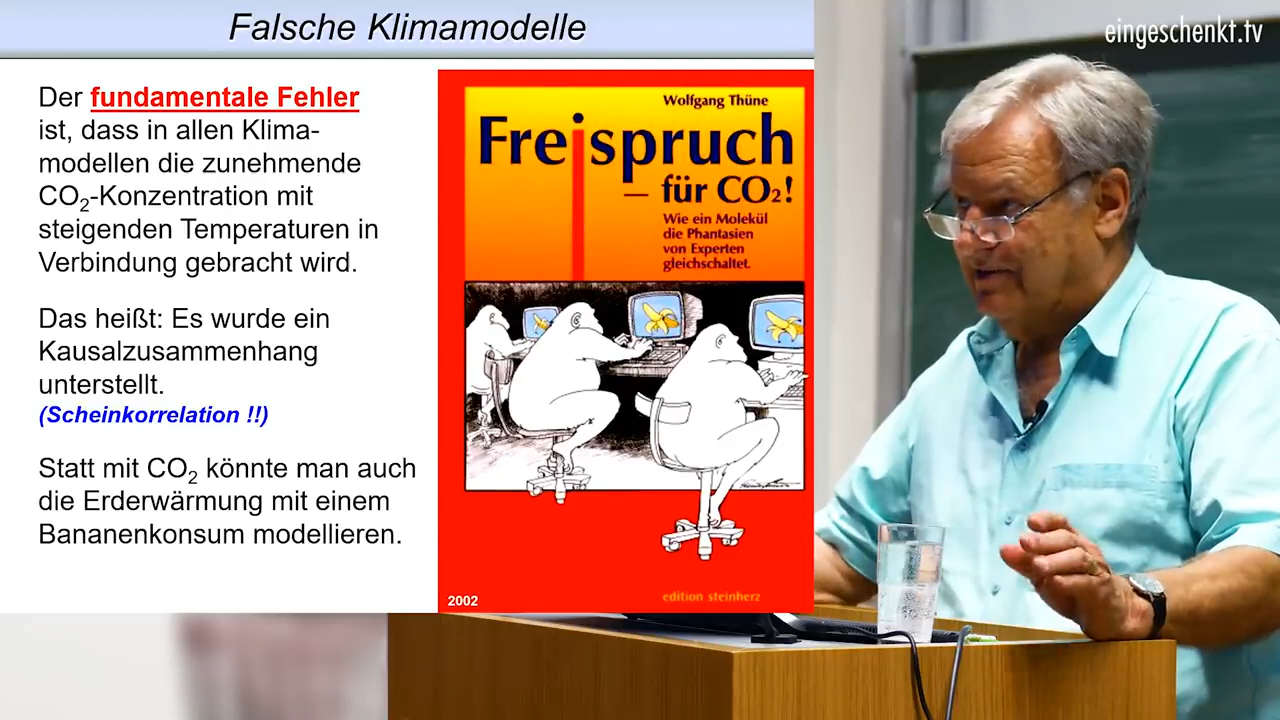 Falsche Klimamodelle
eingeschenkt.tv
Der fundamentale Fehler
ist, dass in allen Klima-
modellen die zunehmende
CO₂-Konzentration mit
steigenden Temperaturen in
Verbindung gebracht wird.
Das heißt: Es wurde ein
Kausalzusammenhang
unterstellt.
(Scheinkorrelation !!)
Statt mit CO₂ könnte man auch
die Erderwärmung mit einem
Bananenkonsum modellieren.
Wolfgang Thüne
Freispruch
– für CO₂!
Wie ein Molekül
die Phantasien
von Experten
gleichschaltet.
2002
edition steinherz